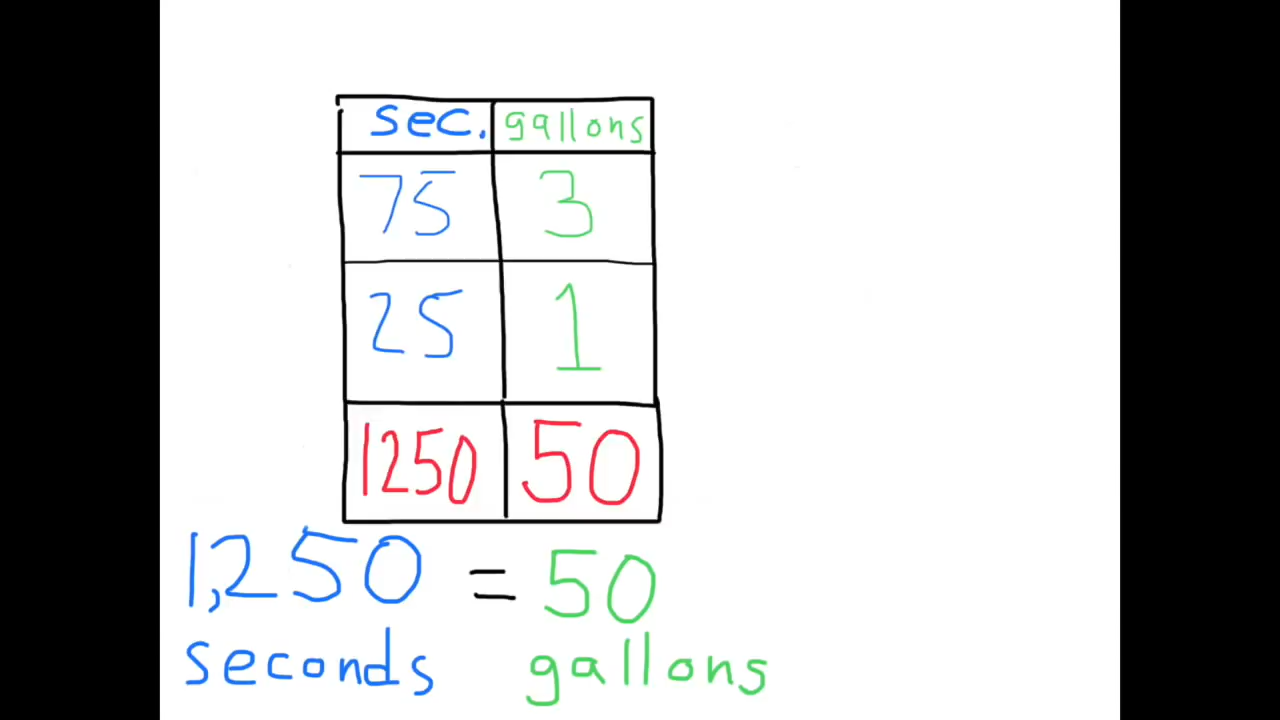 sec. gallons
75 3
25 1
1250 50
1,250 = 50
seconds gallons